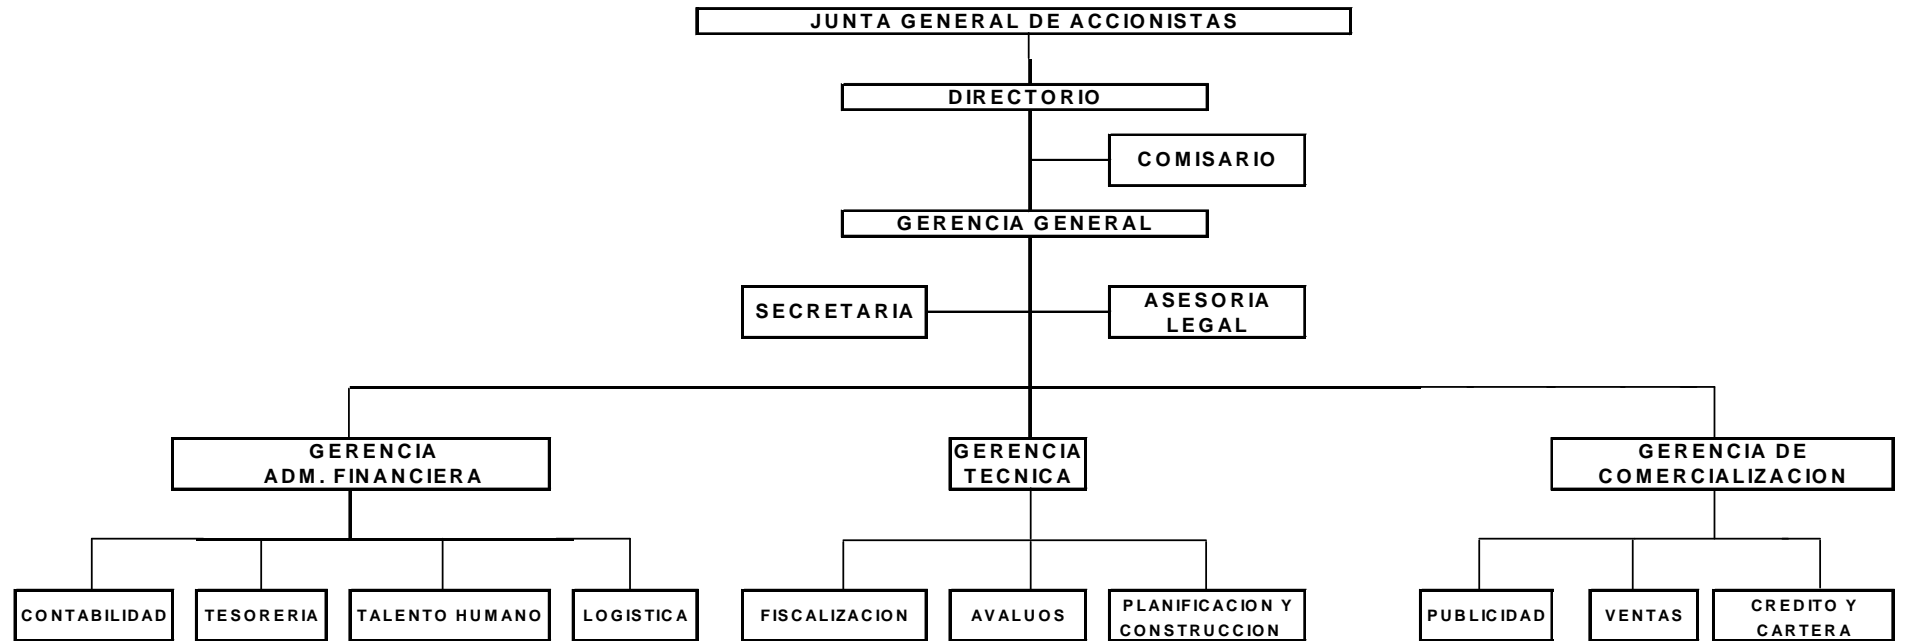 JUNTA GENERAL DE ACCIONISTAS
DIRECTORIO
COMISARIO
GERENCIA GENERAL
SECRETARIA
ASESORIA
LEGAL
GERENCIA
ADM. FINANCIERA
GERENCIA
TECNICA
GERENCIA DE
COMERCIALIZACION
CONTABILIDAD
TESORERIA
TALENTO HUMANO
LOGISTICA
FISCALIZACION
AVALUOS
PLANIFICACION Y
CONSTRUCCION
PUBLICIDAD
VENTAS
CREDITO Y
CARTERA